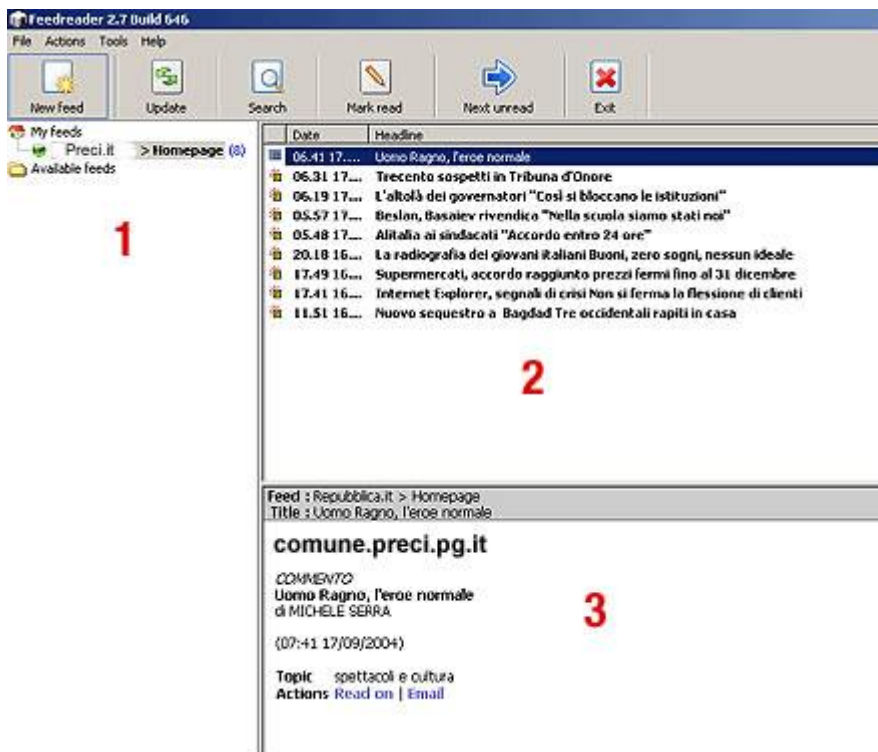 Feedreader 2.7 Build 646
File Actions Tools Help
New feed Update Search Mark read Next unread Exit
My feeds
Preci.it > Homepage (8)
Available feeds
1
Date Headline
06.41 17.... Uomo Ragno, l'eroe normale
06.31 17.... Trecento sospetti in Tribuna d'Onore
06.19 17.... L'altolà dei governatori "Così si bloccano le istituzioni"
05.57 17.... Beslan, Basaiev rivendica "Nella scuola siamo stati noi"
05.48 17.... Alitalia ai sindacati "Accordo entro 24 ore"
20.18 16.... La radiografia dei giovani italiani Buoni, zero sogni, nessun ideale
17.49 16.... Supermercati, accordo raggiunto prezzi fermi fino al 31 dicembre
17.41 16.... Internet Explorer, segnali di crisi Non si ferma la flessione di clienti
11.51 16.... Nuovo sequestro a Bagdad Tre occidentali rapiti in casa
2
Feed : Repubblica.it > Homepage
Title : Uomo Ragno, l'eroe normale
comune.preci.pg.it
COMMENTO
Uomo Ragno, l'eroe normale
di MICHELE SERRA
3
(07:41 17/09/2004)
Topic spettacoli e cultura
Actions Read on | Email